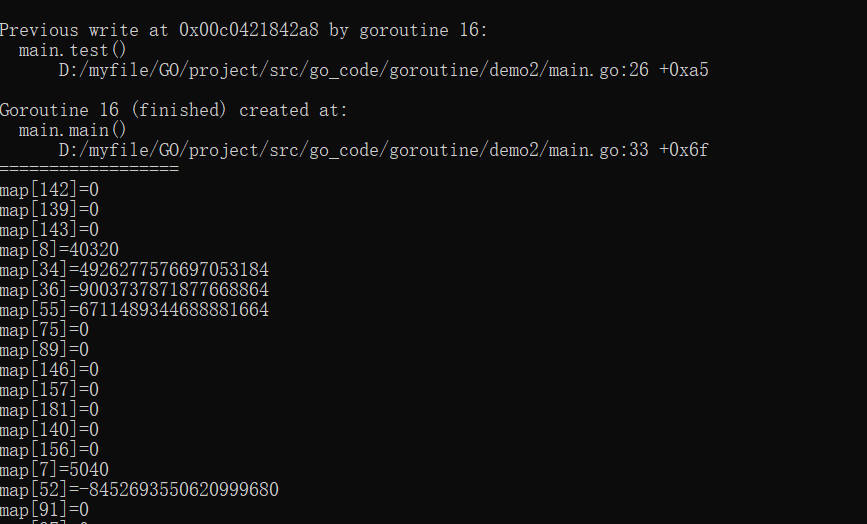 Previous write at 0x00c0421842a8 by goroutine 16:
  main.test()
      D:/myfile/GO/project/src/go_code/goroutine/demo2/main.go:26 +0xa5

Goroutine 16 (finished) created at:
  main.main()
      D:/myfile/GO/project/src/go_code/goroutine/demo2/main.go:33 +0x6f
==================
map[142]=0
map[139]=0
map[143]=0
map[8]=40320
map[34]=4926277576697053184
map[36]=9003737871877668864
map[55]=6711489344688881664
map[75]=0
map[89]=0
map[146]=0
map[157]=0
map[181]=0
map[140]=0
map[156]=0
map[7]=5040
map[52]=-8452693550620999680
map[91]=0